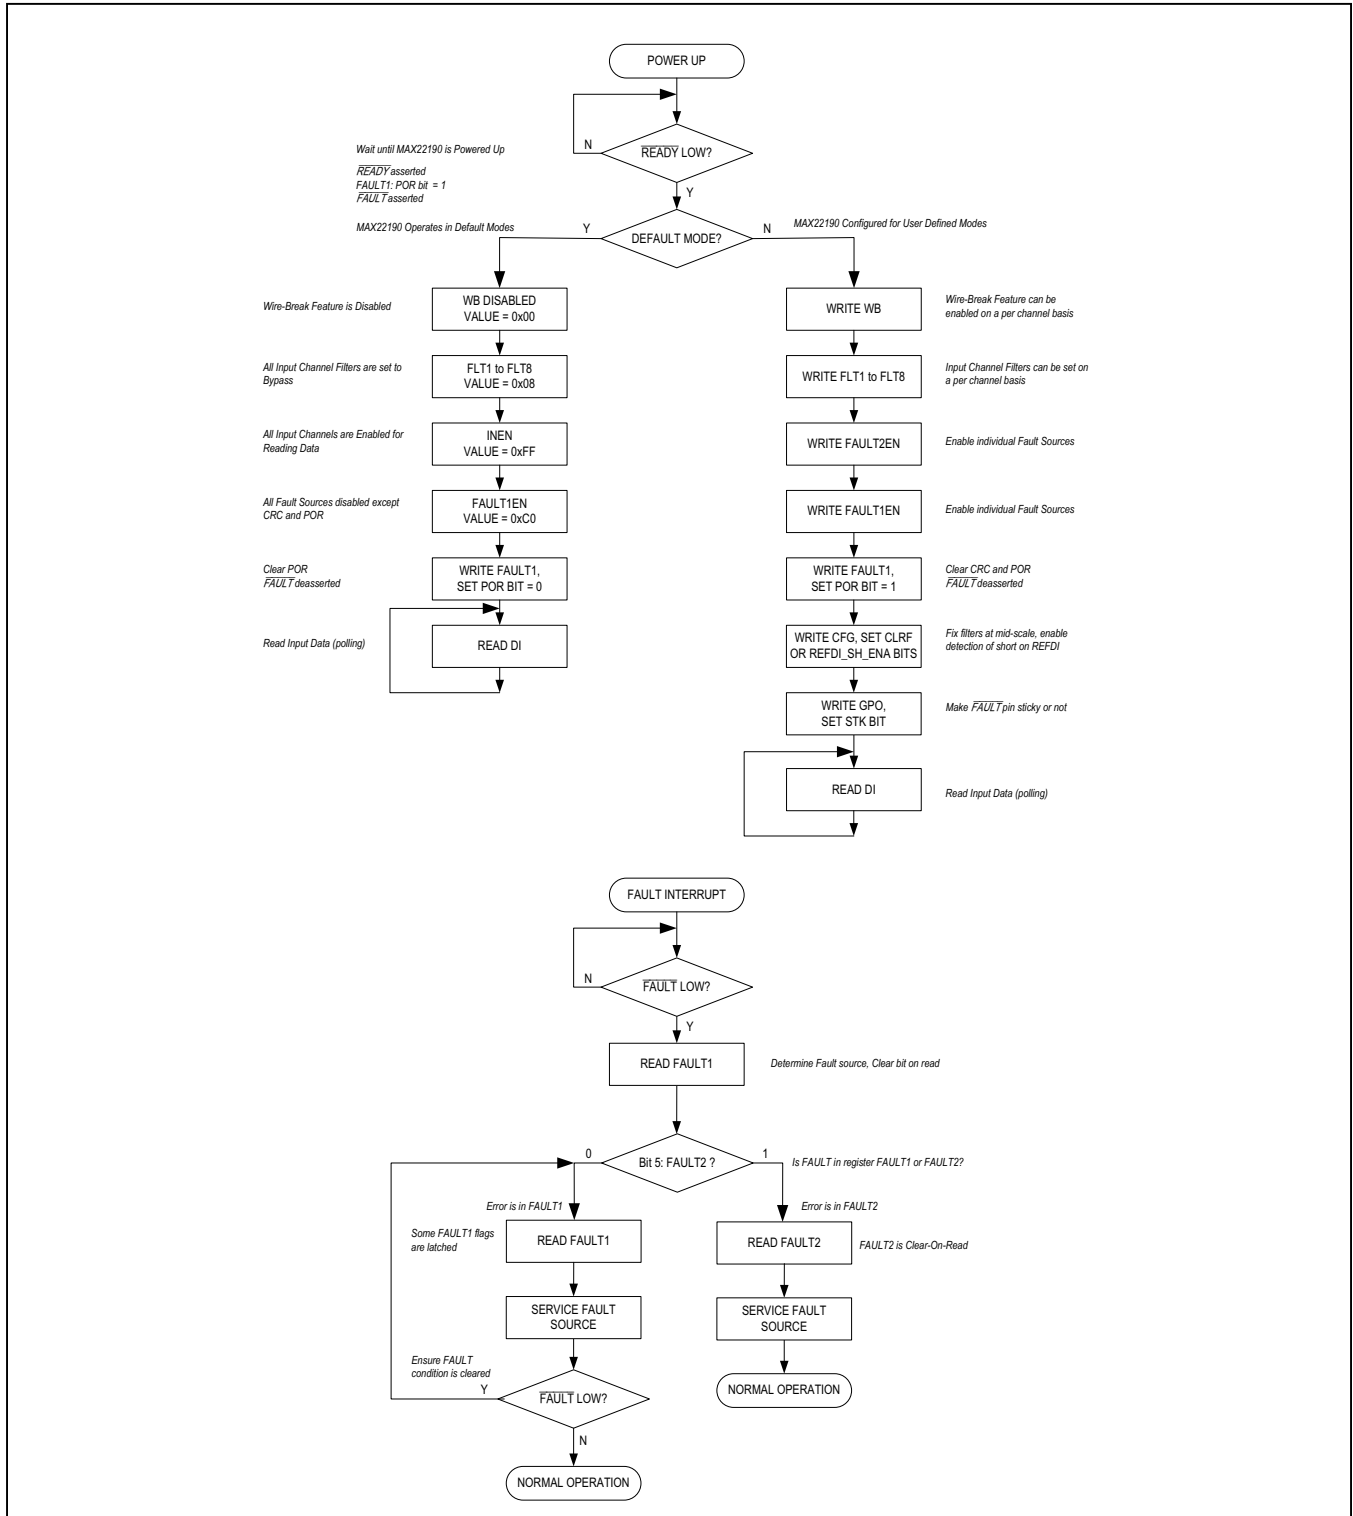 POWER UP
N
READY LOW?
Y
Wait until MAX22190 is Powered Up
READY asserted
FAULT1: POR bit = 1
FAULT asserted
MAX22190 Operates in Default Modes
Y
DEFAULT MODE?
N
MAX22190 Configured for User Defined Modes
Wire-Break Feature is Disabled
WB DISABLED
VALUE = 0x00
All Input Channel Filters are set to
Bypass
FLT1 to FLT8
VALUE = 0x08
All Input Channels are Enabled for
Reading Data
INEN
VALUE = 0xFF
All Fault Sources disabled except
CRC and POR
FAULT1EN
VALUE = 0xC0
Clear POR
FAULT deasserted
WRITE FAULT1,
SET POR BIT = 0
Read Input Data (polling)
READ DI
WRITE WB
Wire-Break Feature can be
enabled on a per channel basis
WRITE FLT1 to FLT8
Input Channel Filters can be set on
a per channel basis
WRITE FAULT2EN
Enable individual Fault Sources
WRITE FAULT1EN
Enable individual Fault Sources
WRITE FAULT1,
SET POR BIT = 1
Clear CRC and POR
FAULT deasserted
WRITE CFG, SET CLRF
OR REFDI_SH_ENA BITS
Fix filters at mid-scale, enable
detection of short on REFDI
WRITE GPO,
SET STK BIT
Make FAULT pin sticky or not
READ DI
Read Input Data (polling)
FAULT INTERRUPT
N
FAULT LOW?
Y
READ FAULT1
Determine Fault source, Clear bit on read
0
Bit 5: FAULT2 ?
1
Is FAULT in register FAULT1 or FAULT2?
Error is in FAULT1
Some FAULT1 flags
are latched
READ FAULT1
SERVICE FAULT
SOURCE
Ensure FAULT
condition is cleared
Y
FAULT LOW?
N
NORMAL OPERATION
Error is in FAULT2
READ FAULT2
FAULT2 is Clear-On-Read
SERVICE FAULT
SOURCE
NORMAL OPERATION